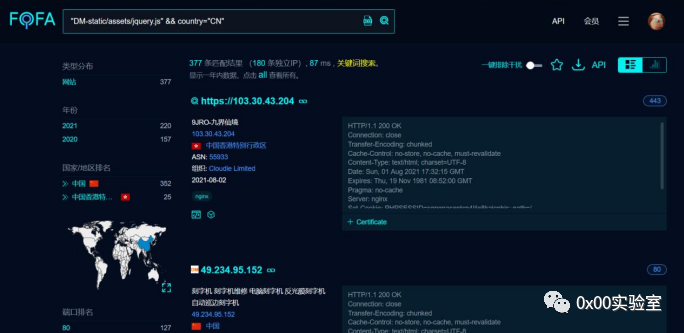 FOFA
"DM-static/assets/jquery.js" && country="CN"
API
会员
类型分布
网站 377
年份
2021 220
2020 157
国家/地区排名
中国 352
中国香港特... 25
端口排名
80 127
377 条匹配结果 (180 条独立IP), 87 ms, 关键词搜索。
显示一年内数据, 点击 all 查看所有。
一键排除干扰
API
https://103.30.43.204
443
9JRO-九界仙境
103.30.43.204
中国香港特别行政区
ASN: 55933
组织: Cloudie Limited
2021-08-02
nginx
HTTP/1.1 200 OK
Connection: close
Transfer-Encoding: chunked
Cache-Control: no-store, no-cache, must-revalidate
Content-Type: text/html; charset=UTF-8
Date: Sun, 01 Aug 2021 17:32:15 GMT
Expires: Thu, 19 Nov 1981 08:52:00 GMT
Pragma: no-cache
Server: nginx
+ Certificate
49.234.95.152
80
刻字机 刻字机维修 电脑刻字机 反光膜刻字机
自动巡边刻字机
49.234.95.152
中国
HTTP/1.1 200 OK
Connection: close
Transfer-Encoding: chunked
Cache-Control: no-store, no-cache, must-revalidate
Content-Type: text/html; charset=UTF-8
0x00实验室